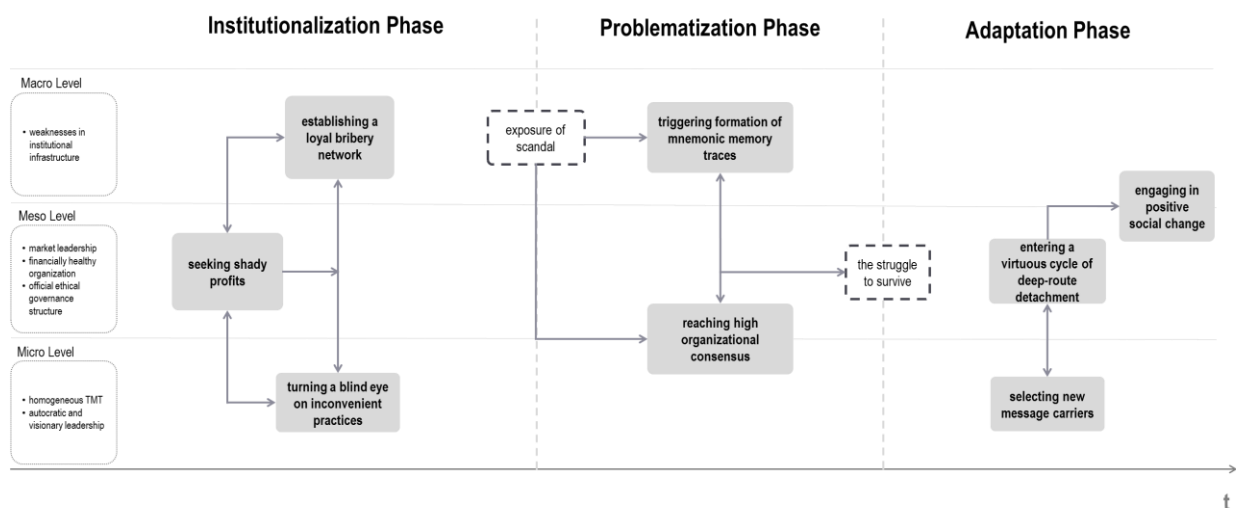 Institutionalization Phase
Problematization Phase
Adaptation Phase
Macro Level
• weaknesses in
institutional
infrastructure
establishing a
loyal bribery
network
exposure of
scandal
triggering formation of
mnemonic memory
traces
Meso Level
• market leadership
• financially healthy
organization
• official ethical
governance
structure
seeking shady
profits
the struggle
to survive
entering a
virtuous cycle of
deep-route
detachment
engaging in
positive
social change
reaching high
organizational
consensus
Micro Level
• homogeneous TMT
• autocratic and
visionary leadership
turning a blind eye
on inconvenient
practices
selecting new
message carriers
t